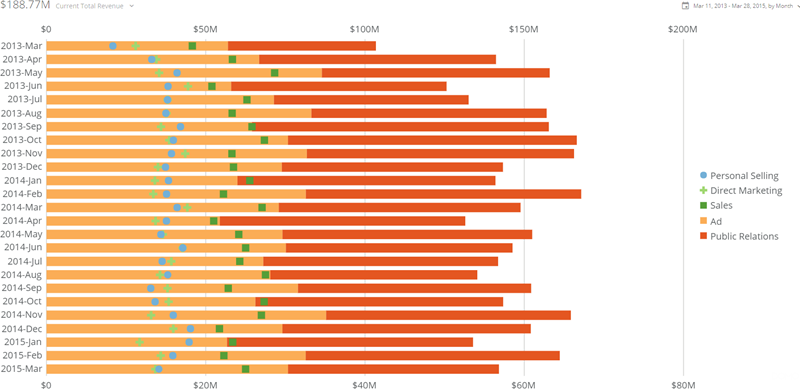 $188.77M Current Total Revenue
Mar 11, 2013 - Mar 28, 2015, by Month
$0 $50M $100M $150M $200M
2013-Mar
2013-Apr
2013-May
2013-Jun
2013-Jul
2013-Aug
2013-Sep
2013-Oct
2013-Nov
2013-Dec
2014-Jan
2014-Feb
2014-Mar
2014-Apr
2014-May
2014-Jun
2014-Jul
2014-Aug
2014-Sep
2014-Oct
2014-Nov
2014-Dec
2015-Jan
2015-Feb
2015-Mar
Personal Selling
Direct Marketing
Sales
Ad
Public Relations
$0 $20M $40M $60M $80M